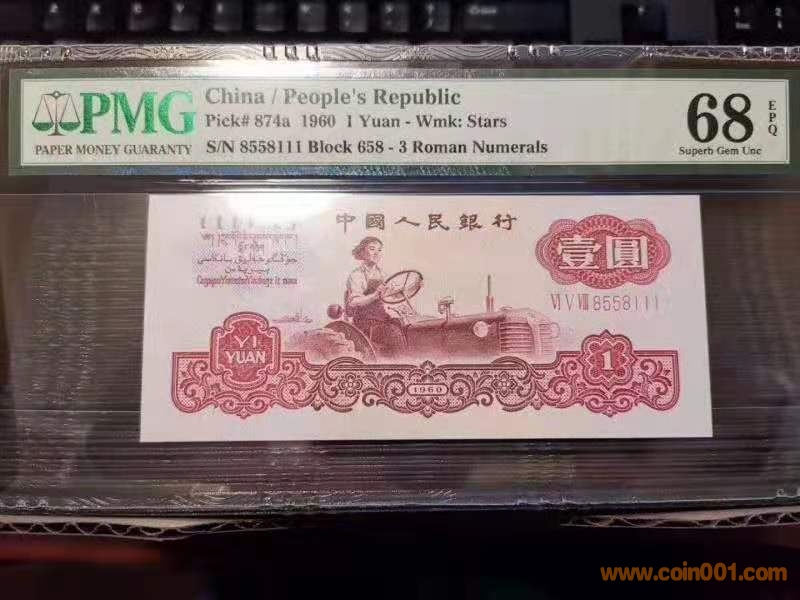 PMG
PAPER MONEY GUARANTY
China / People's Republic
Pick# 874a 1960 1 Yuan - Wmk: Stars
S/N 8558111 Block 658 - 3 Roman Numerals
68
EPQ
Superb Gem Unc
中國人民銀行
壹圓
VI V VIII 8558111
YI
YUAN
1960
1
www.coin001.com